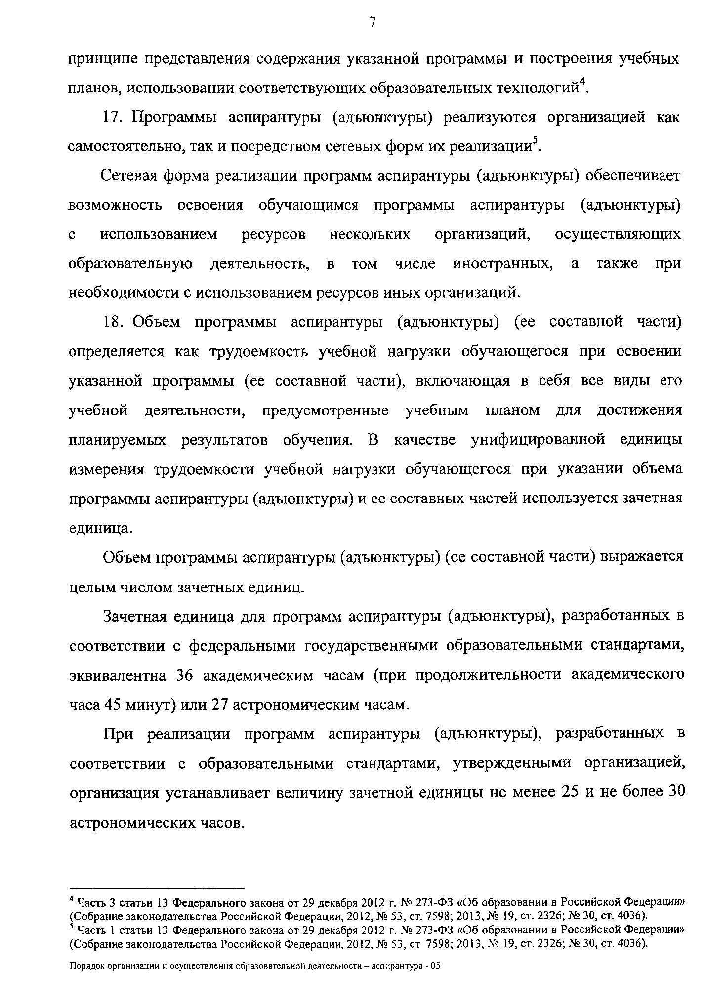 7
принципе представления содержания указанной программы и построения учебных
планов, использовании соответствующих образовательных технологий⁴.
17. Программы аспирантуры (адъюнктуры) реализуются организацией как
самостоятельно, так и посредством сетевых форм их реализации⁵.
Сетевая форма реализации программ аспирантуры (адъюнктуры) обеспечивает
возможность освоения обучающимся программы аспирантуры (адъюнктуры)
с использованием ресурсов нескольких организаций, осуществляющих
образовательную деятельность, в том числе иностранных, а также при
необходимости с использованием ресурсов иных организаций.
18. Объем программы аспирантуры (адъюнктуры) (ее составной части)
определяется как трудоемкость учебной нагрузки обучающегося при освоении
указанной программы (ее составной части), включающая в себя все виды его
учебной деятельности, предусмотренные учебным планом для достижения
планируемых результатов обучения. В качестве унифицированной единицы
измерения трудоемкости учебной нагрузки обучающегося при указании объема
программы аспирантуры (адъюнктуры) и ее составных частей используется зачетная
единица.
Объем программы аспирантуры (адъюнктуры) (ее составной части) выражается
целым числом зачетных единиц.
Зачетная единица для программ аспирантуры (адъюнктуры), разработанных в
соответствии с федеральными государственными образовательными стандартами,
эквивалентна 36 академическим часам (при продолжительности академического
часа 45 минут) или 27 астрономическим часам.
При реализации программ аспирантуры (адъюнктуры), разработанных в
соответствии с образовательными стандартами, утвержденными организацией,
организация устанавливает величину зачетной единицы не менее 25 и не более 30
астрономических часов.
⁴ Часть 3 статьи 13 Федерального закона от 29 декабря 2012 г. № 273-ФЗ «Об образовании в Российской Федерации»
(Собрание законодательства Российской Федерации, 2012, № 53, ст. 7598; 2013, № 19, ст. 2326; № 30, ст. 4036).
⁵ Часть 1 статьи 13 Федерального закона от 29 декабря 2012 г. № 273-ФЗ «Об образовании в Российской Федерации»
(Собрание законодательства Российской Федерации, 2012, № 53, ст 7598; 2013, № 19, ст. 2326; № 30, ст. 4036).
Порядок организации и осуществления образовательной деятельности – аспирантура - 05